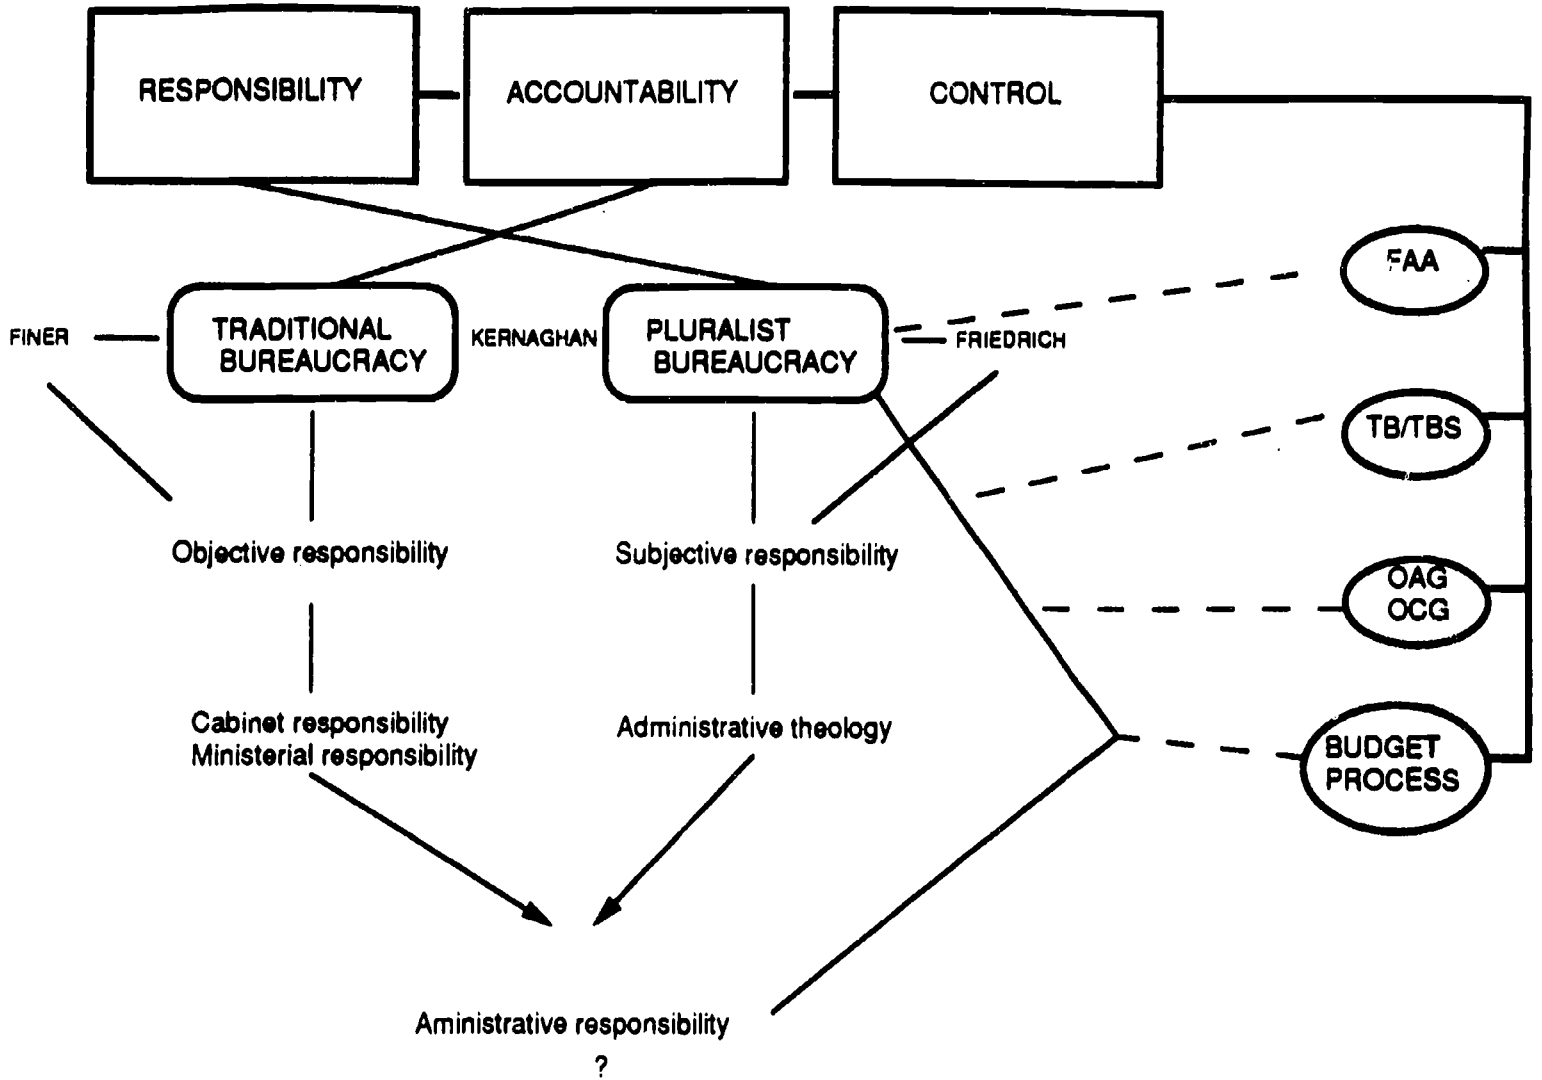 RESPONSIBILITY
ACCOUNTABILITY
CONTROL
FAA
FINER
TRADITIONAL
BUREAUCRACY
KERNAGHAN
PLURALIST
BUREAUCRACY
FRIEDRICH
TB/TBS
Objective responsibility
Subjective responsibility
OAG
OCG
Cabinet responsibility
Ministerial responsibility
Administrative theology
BUDGET
PROCESS
Aministrative responsibility
?